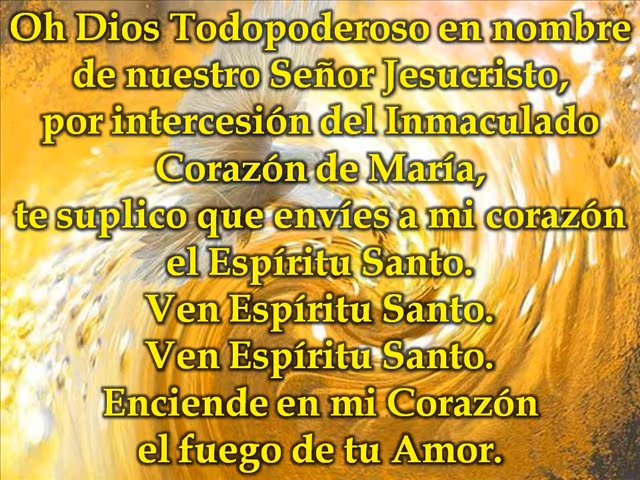 Oh Dios Todopoderoso en nombre
de nuestro Señor Jesucristo,
por intercesión del Inmaculado
Corazón de María,
te suplico que envíes a mi corazón
el Espíritu Santo.
Ven Espíritu Santo.
Ven Espíritu Santo.
Enciende en mi Corazón
el fuego de tu Amor.